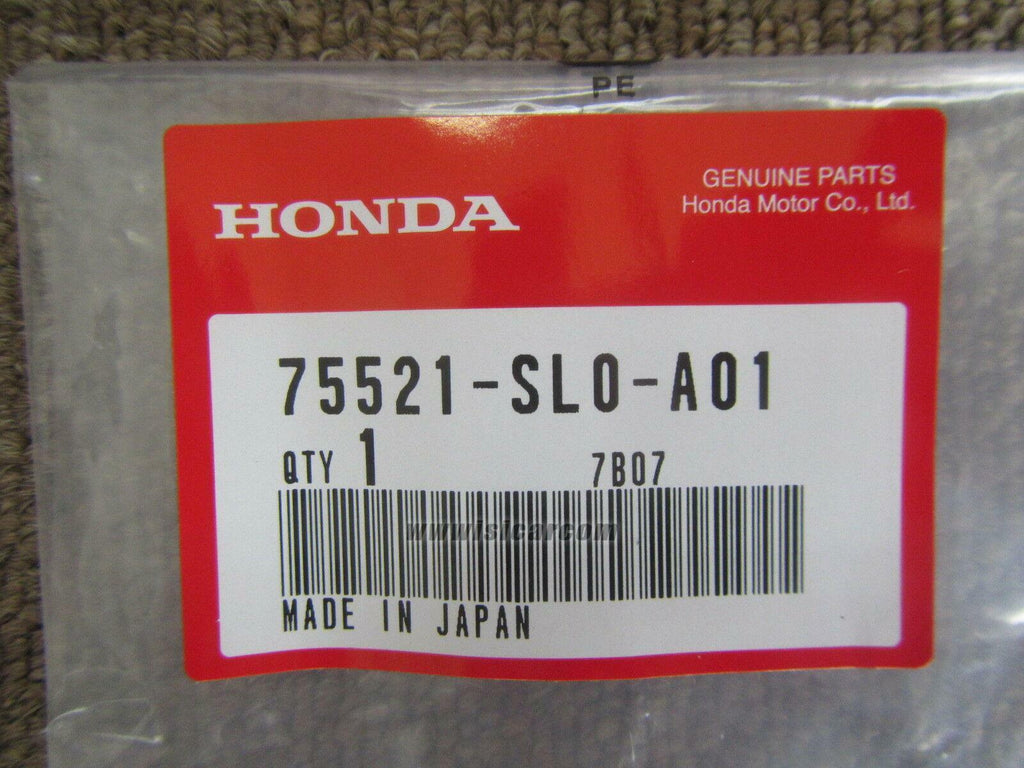 PE
HONDA
GENUINE PARTS
Honda Motor Co., Ltd.
75521-SL0-A01
QTY 1 7B07
www.isicar.com
MADE IN JAPAN